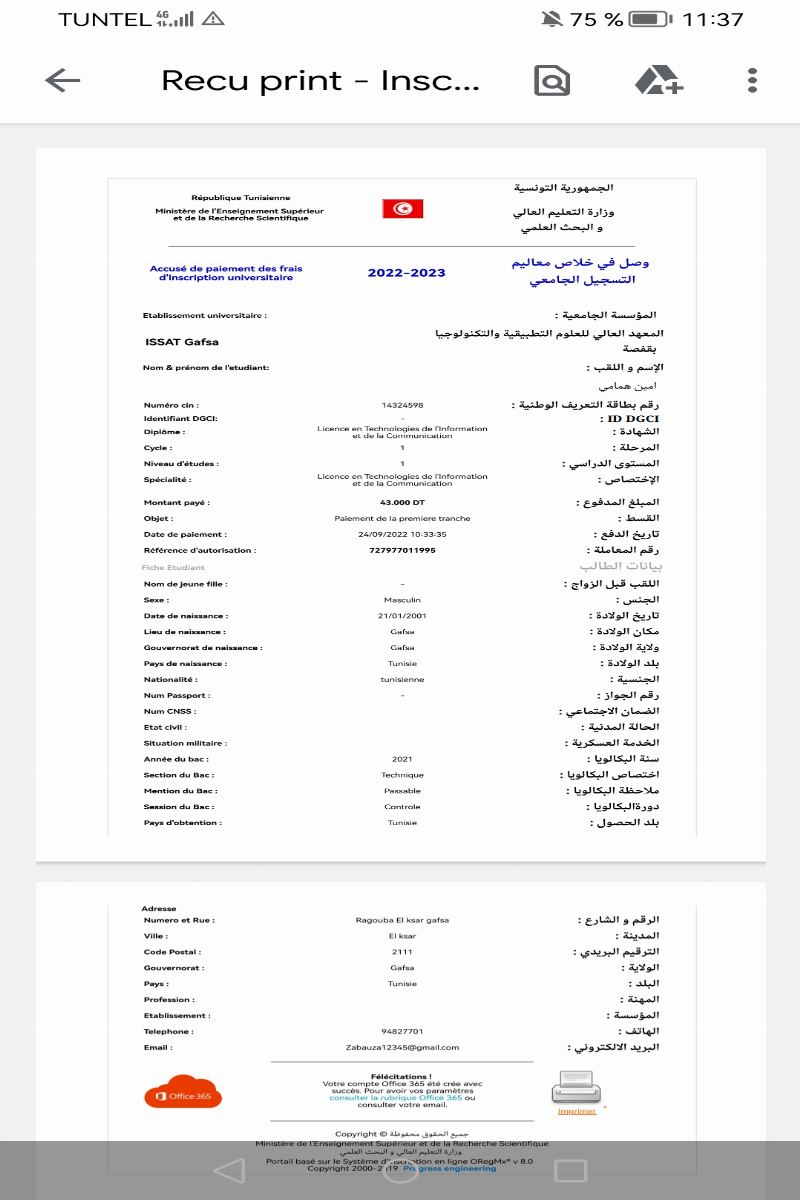 TUNTEL 4G 75 % 11:37
Recu print - Insc...
République Tunisienne
Ministère de l'Enseignement Supérieur
et de la Recherche Scientifique
الجمهورية التونسية
وزارة التعليم العالي
و البحث العلمي
Accusé de paiement des frais
d'inscription universitaire
2022-2023
وصل في خلاص معاليم
التسجيل الجامعي
Etablissement universitaire : المؤسسة الجامعية :
ISSAT Gafsa
المعهد العالي للعلوم التطبيقية والتكنولوجيا
بقفصة
Nom & prénom de l'etudiant: الإسم و اللقب :
امين همامي
Numéro cin : 14324598 رقم بطاقة التعريف الوطنية :
Identifiant DGCI: - ID DGCI :
Diplôme : Licence en Technologies de l'Information الشهادة :
et de la Communication
Cycle : 1 المرحلة :
Niveau d'études : 1 المستوى الدراسي :
Spécialité : Licence en Technologies de l'Information الإختصاص :
et de la Communication
Montant payé : 43.000 DT المبلغ المدفوع :
Objet : Paiement de la premiere tranche القسط :
Date de paiement : 24/09/2022 10:33:35 تاريخ الدفع :
Référence d'autorisation : 727977011995 رقم المعاملة :
Fiche Etudiant بيانات الطالب
Nom de jeune fille : - اللقب قبل الزواج :
Sexe : Masculin الجنس :
Date de naissance : 21/01/2001 تاريخ الولادة :
Lieu de naissance : Gafsa مكان الولادة :
Gouvernorat de naissance : Gafsa ولاية الولادة :
Pays de naissance : Tunisie بلد الولادة :
Nationalité : tunisienne الجنسية :
Num Passport : - رقم الجواز :
Num CNSS : الضمان الاجتماعي :
Etat civil : الحالة المدنية :
Situation militaire : الخدمة العسكرية :
Année du bac : 2021 سنة البكالويا :
Section du Bac : Technique اختصاص البكالويا :
Mention du Bac : Passable ملاحظة البكالويا :
Session du Bac : Controle دورةالبكالويا :
Pays d'obtention : Tunisie بلد الحصول :
Adresse
Numero et Rue : Ragouba El ksar gafsa الرقم و الشارع :
Ville : El ksar المدينة :
Code Postal : 2111 الترقيم البريدي :
Gouvernorat : Gafsa الولاية :
Pays : Tunisie البلد :
Profession : المهنة :
Etablissement : المؤسسة :
Telephone : 94827701 الهاتف :
Email : Zabauza12345@gmail.com البريد الالكتروني :
Office 365
Félécitations !
Votre compte Office 365 été crée avec
succès. Pour avoir vos paramètres
consulter la rubrique Office 365 ou
consulter votre email.
Imprimer
Copyright © جميع الحقوق محفوظة
Ministère de l'Enseignement Supérieur et de la Recherche Scientifique
وزارة التعليم العالي و البحث العلمي
Portail basé sur le Système en ligne ORegMx® v 8.0
Copyright Progress engineering